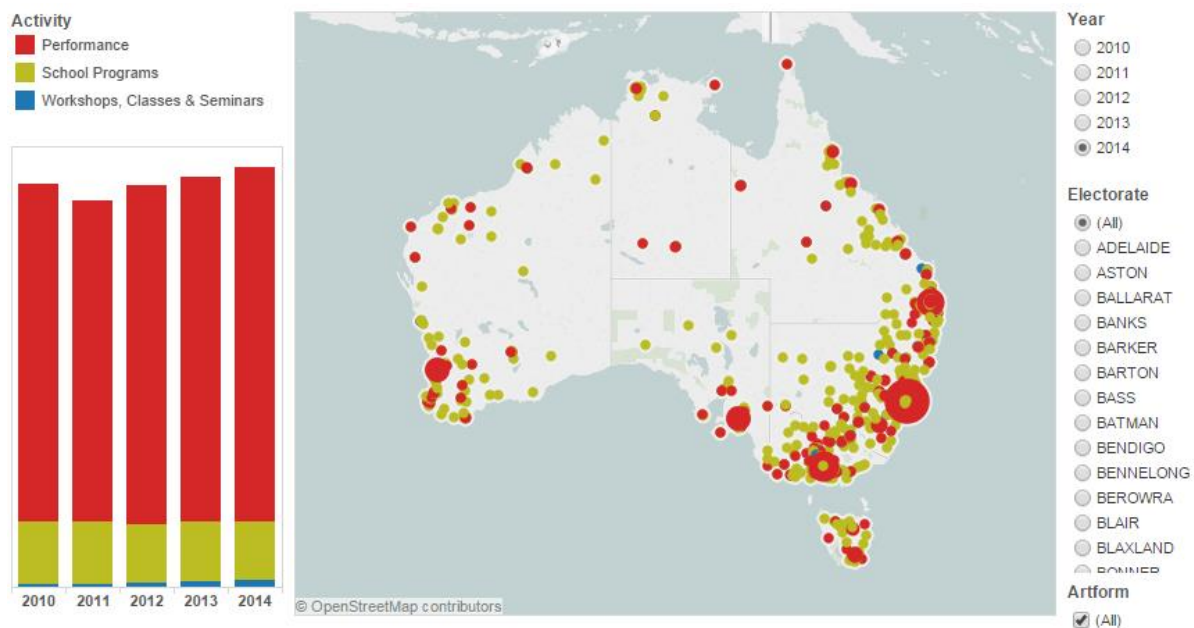 Activity
Performance
School Programs
Workshops, Classes & Seminars
2010 2011 2012 2013 2014
© OpenStreetMap contributors
Year
2010
2011
2012
2013
2014
Electorate
(All)
ADELAIDE
ASTON
BALLARAT
BANKS
BARKER
BARTON
BASS
BATMAN
BENDIGO
BENNELONG
BEROWRA
BLAIR
BLAXLAND
BONNER
Artform
(All)